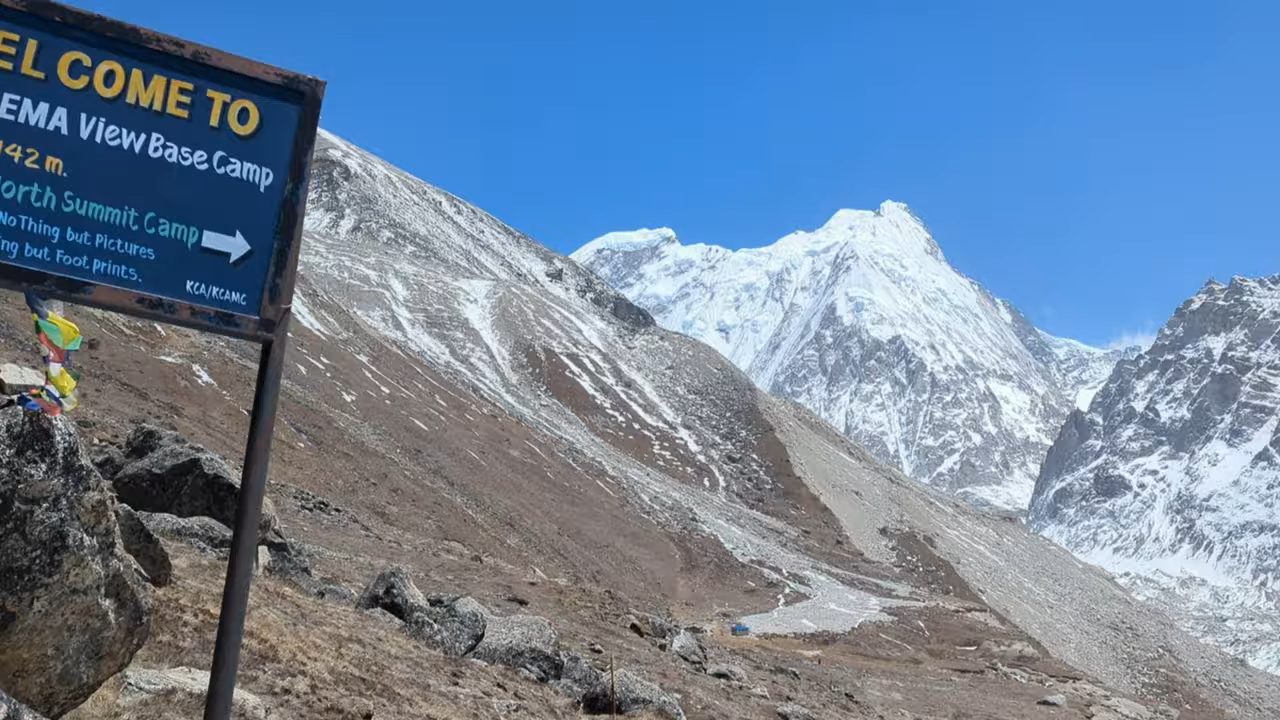 EL COME TO
EMA View Base Camp
142 m.
orth Summit Camp
NoThing but Pictures
ng but Foot prints.
KCA/KCAMC